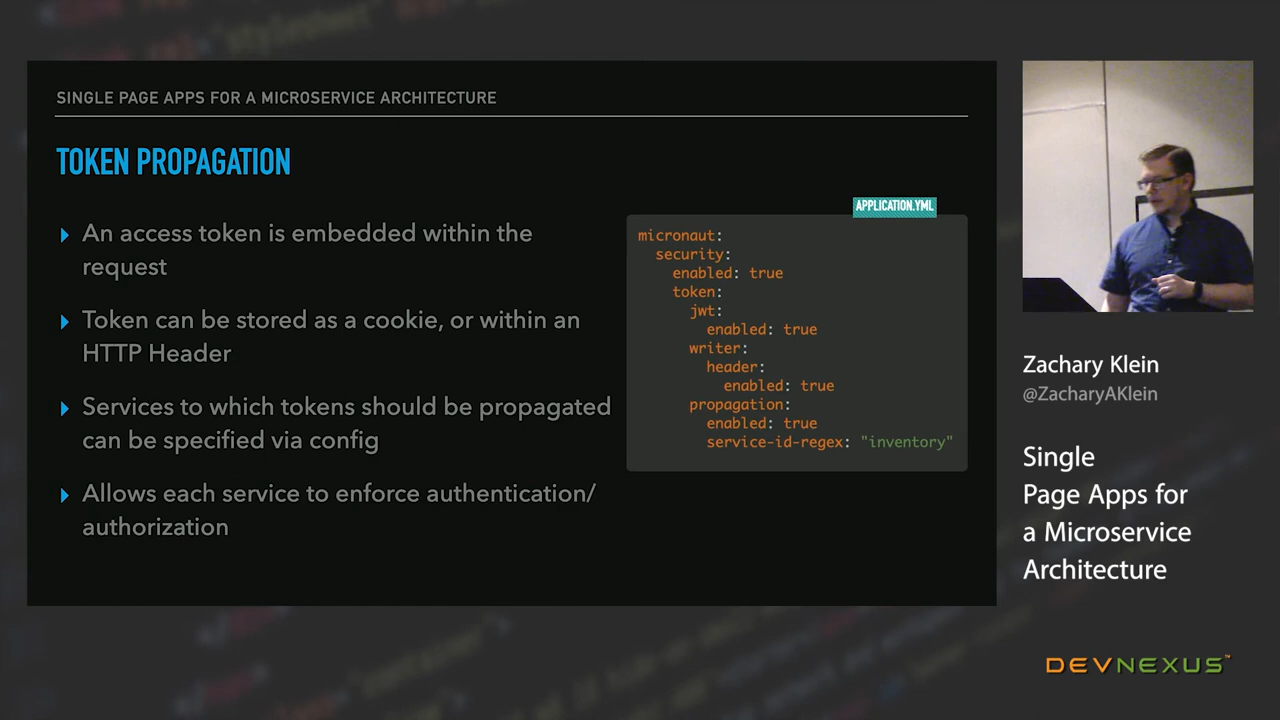 SINGLE PAGE APPS FOR A MICROSERVICE ARCHITECTURE
TOKEN PROPAGATION
An access token is embedded within the
request
Token can be stored as a cookie, or within an
HTTP Header
Services to which tokens should be propagated
can be specified via config
Allows each service to enforce authentication/
authorization
APPLICATION.YML
micronaut:
security:
enabled: true
token:
jwt:
enabled: true
writer:
header:
enabled: true
propagation:
enabled: true
service-id-regex: "inventory"
Zachary Klein
@ZacharyAKlein
Single
Page Apps for
a Microservice
Architecture
DEVNEXUS™